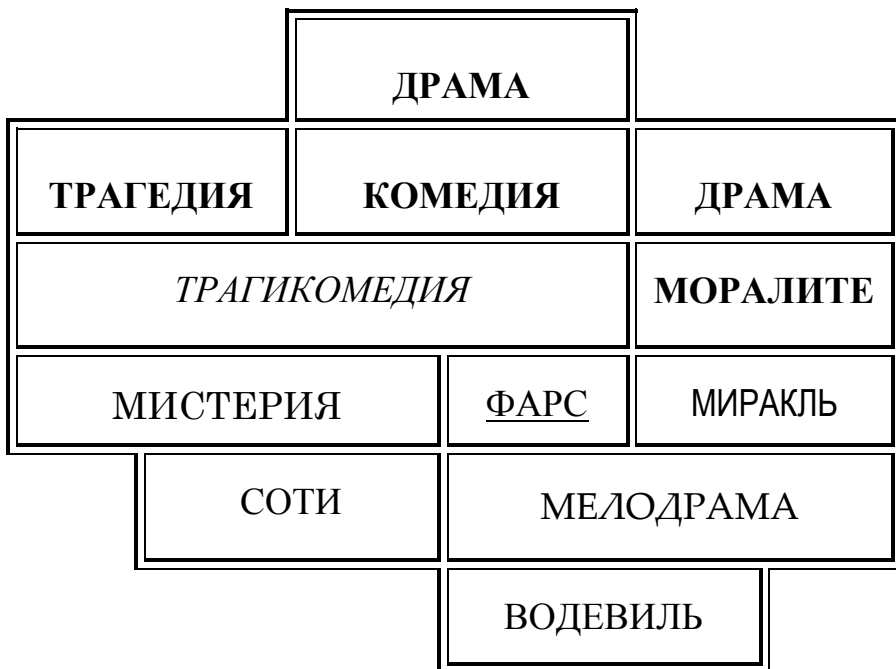 ДРАМА
ТРАГЕДИЯ КОМЕДИЯ ДРАМА
ТРАГИКОМЕДИЯ МОРАЛИТЕ
МИСТЕРИЯ ФАРС МИРАКЛЬ
СОТИ МЕЛОДРАМА
ВОДЕВИЛЬ